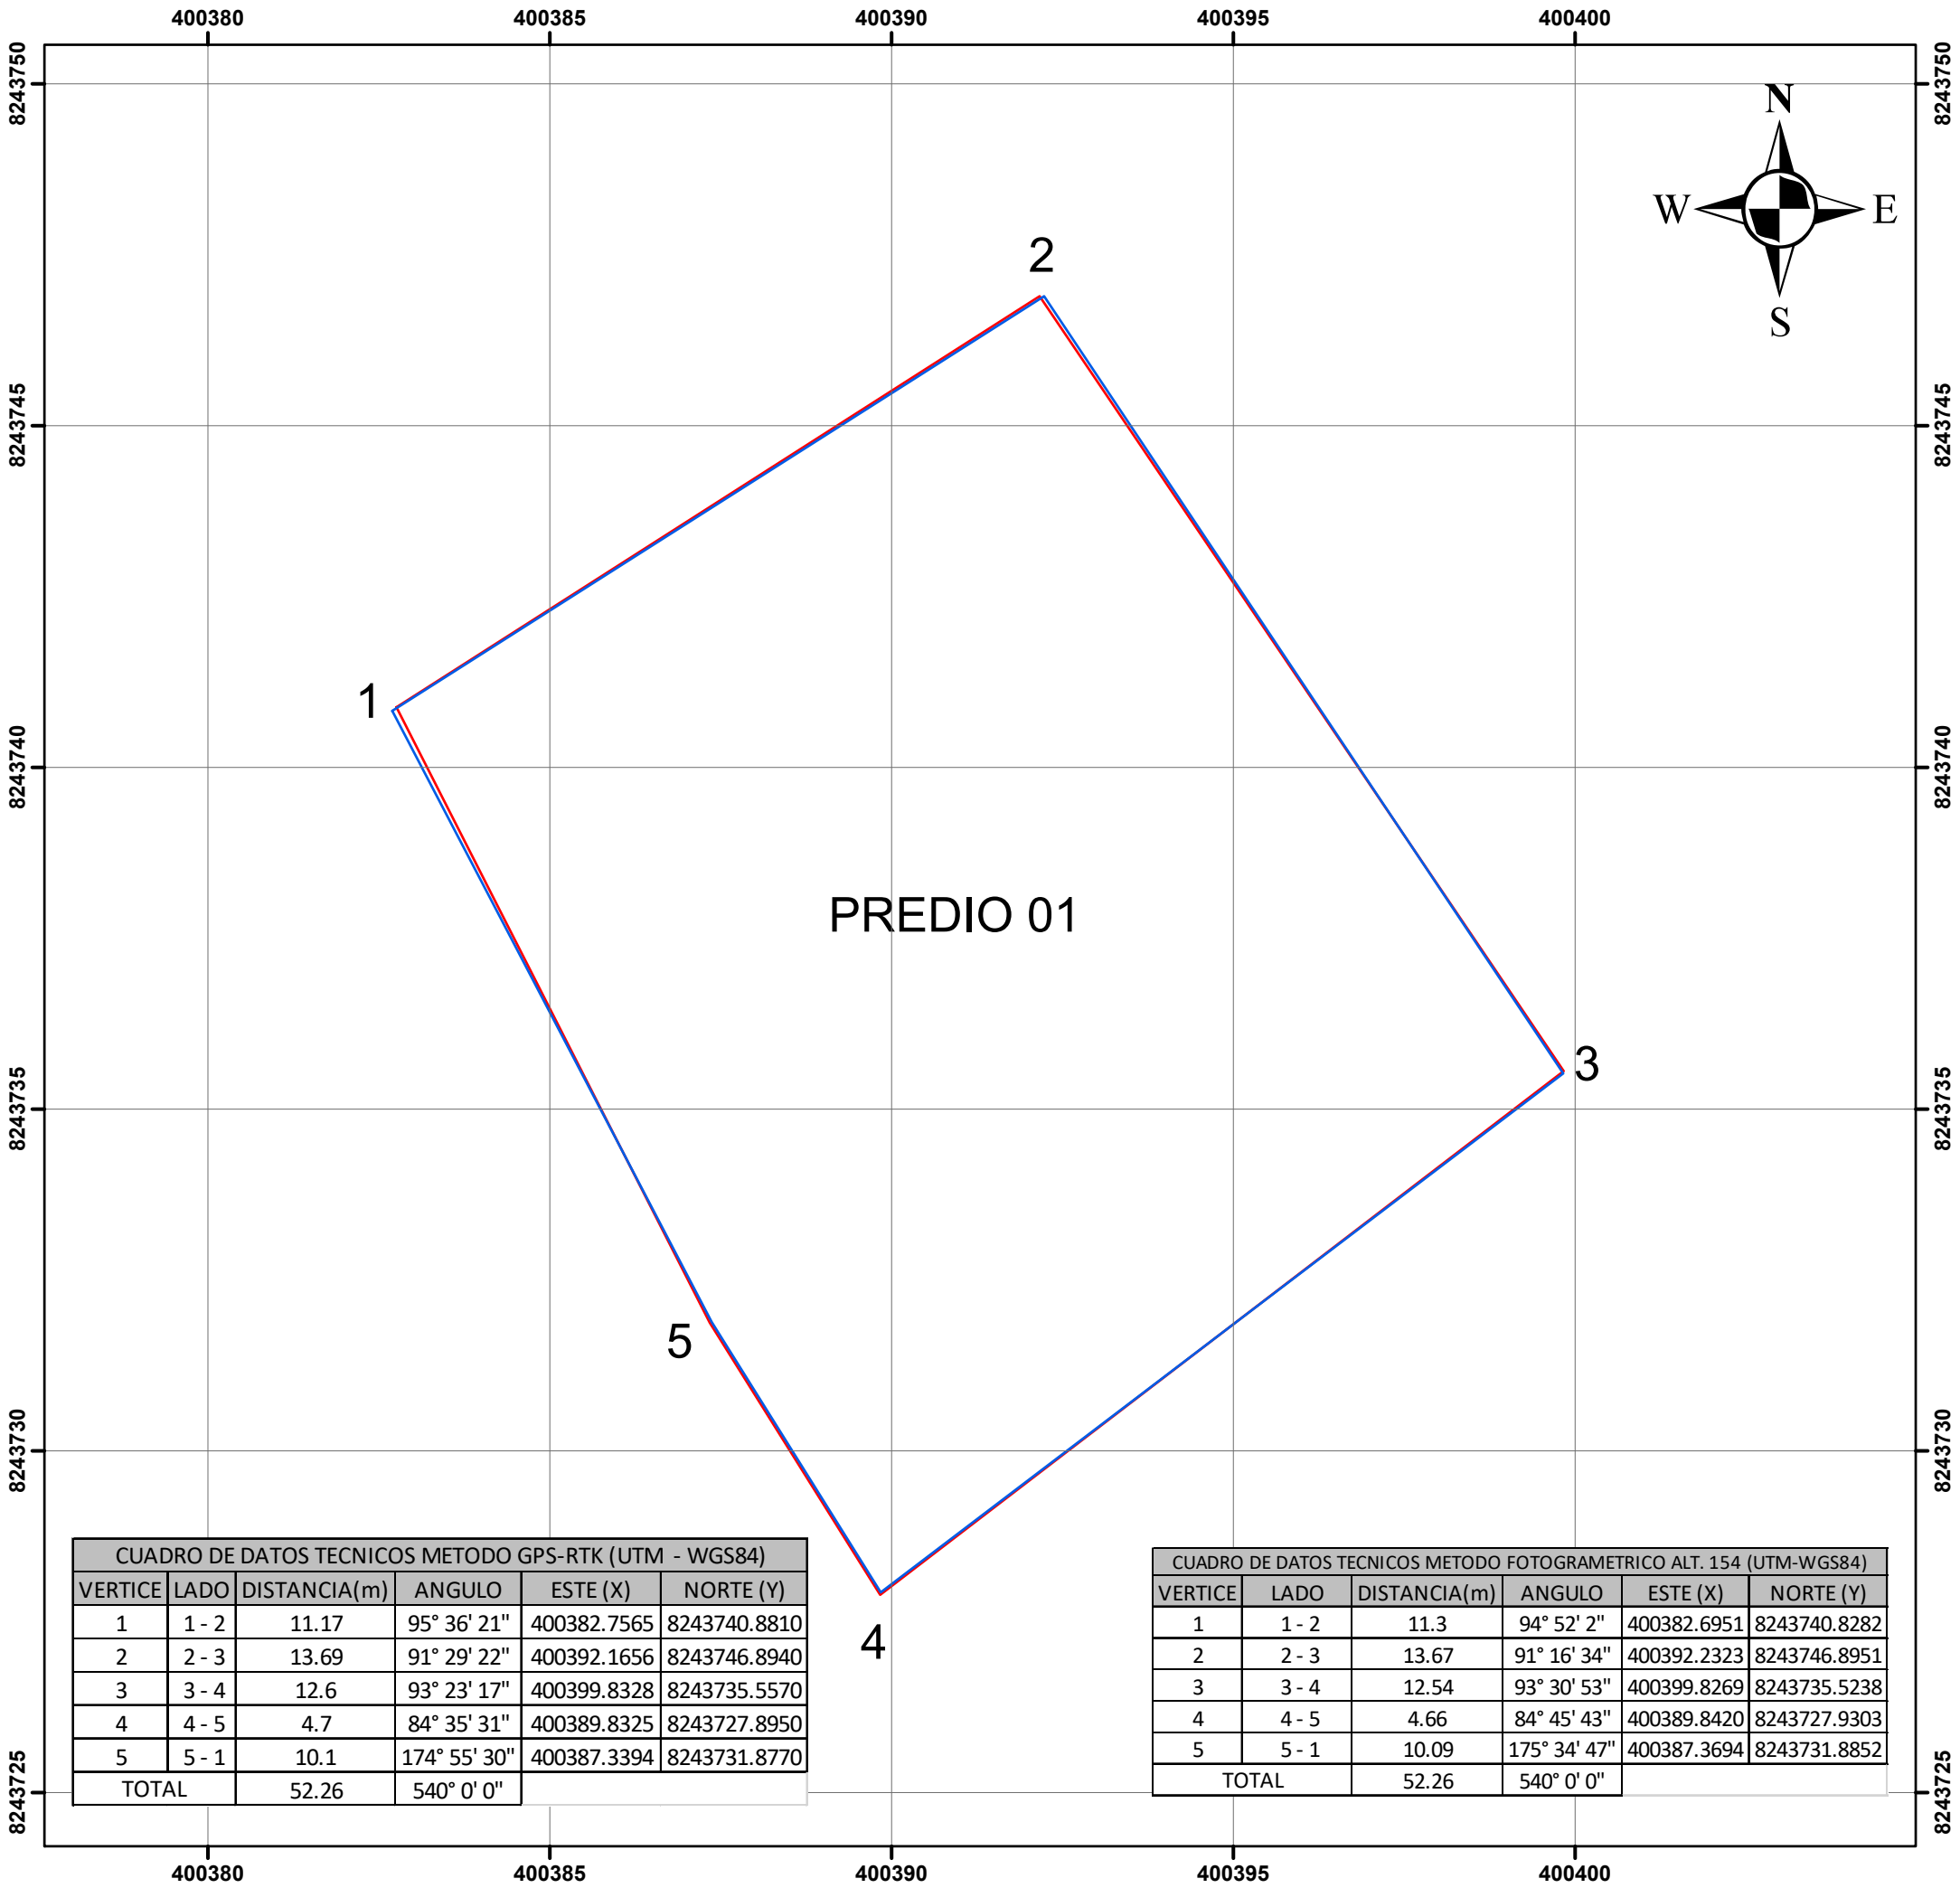 400380 400385 400390 400395 400400
8243750 8243750
N
W E
S
2
8243745 8243745
1
8243740 8243740
PREDIO 01
3
8243735 8243735
5
8243730 8243730
4
CUADRO DE DATOS TECNICOS METODO GPS-RTK (UTM - WGS84)
VERTICE LADO DISTANCIA(m) ANGULO ESTE (X) NORTE (Y)
1 1 - 2 11.17 95° 36' 21" 400382.7565 8243740.8810
2 2 - 3 13.69 91° 29' 22" 400392.1656 8243746.8940
3 3 - 4 12.6 93° 23' 17" 400399.8328 8243735.5570
4 4 - 5 4.7 84° 35' 31" 400389.8325 8243727.8950
5 5 - 1 10.1 174° 55' 30" 400387.3394 8243731.8770
TOTAL 52.26 540° 0' 0"
CUADRO DE DATOS TECNICOS METODO FOTOGRAMETRICO ALT. 154 (UTM-WGS84)
VERTICE LADO DISTANCIA(m) ANGULO ESTE (X) NORTE (Y)
1 1 - 2 11.3 94° 52' 2" 400382.6951 8243740.8282
2 2 - 3 13.67 91° 16' 34" 400392.2323 8243746.8951
3 3 - 4 12.54 93° 30' 53" 400399.8269 8243735.5238
4 4 - 5 4.66 84° 45' 43" 400389.8420 8243727.9303
5 5 - 1 10.09 175° 34' 47" 400387.3694 8243731.8852
TOTAL 52.26 540° 0' 0"
8243725 8243725
400380 400385 400390 400395 400400